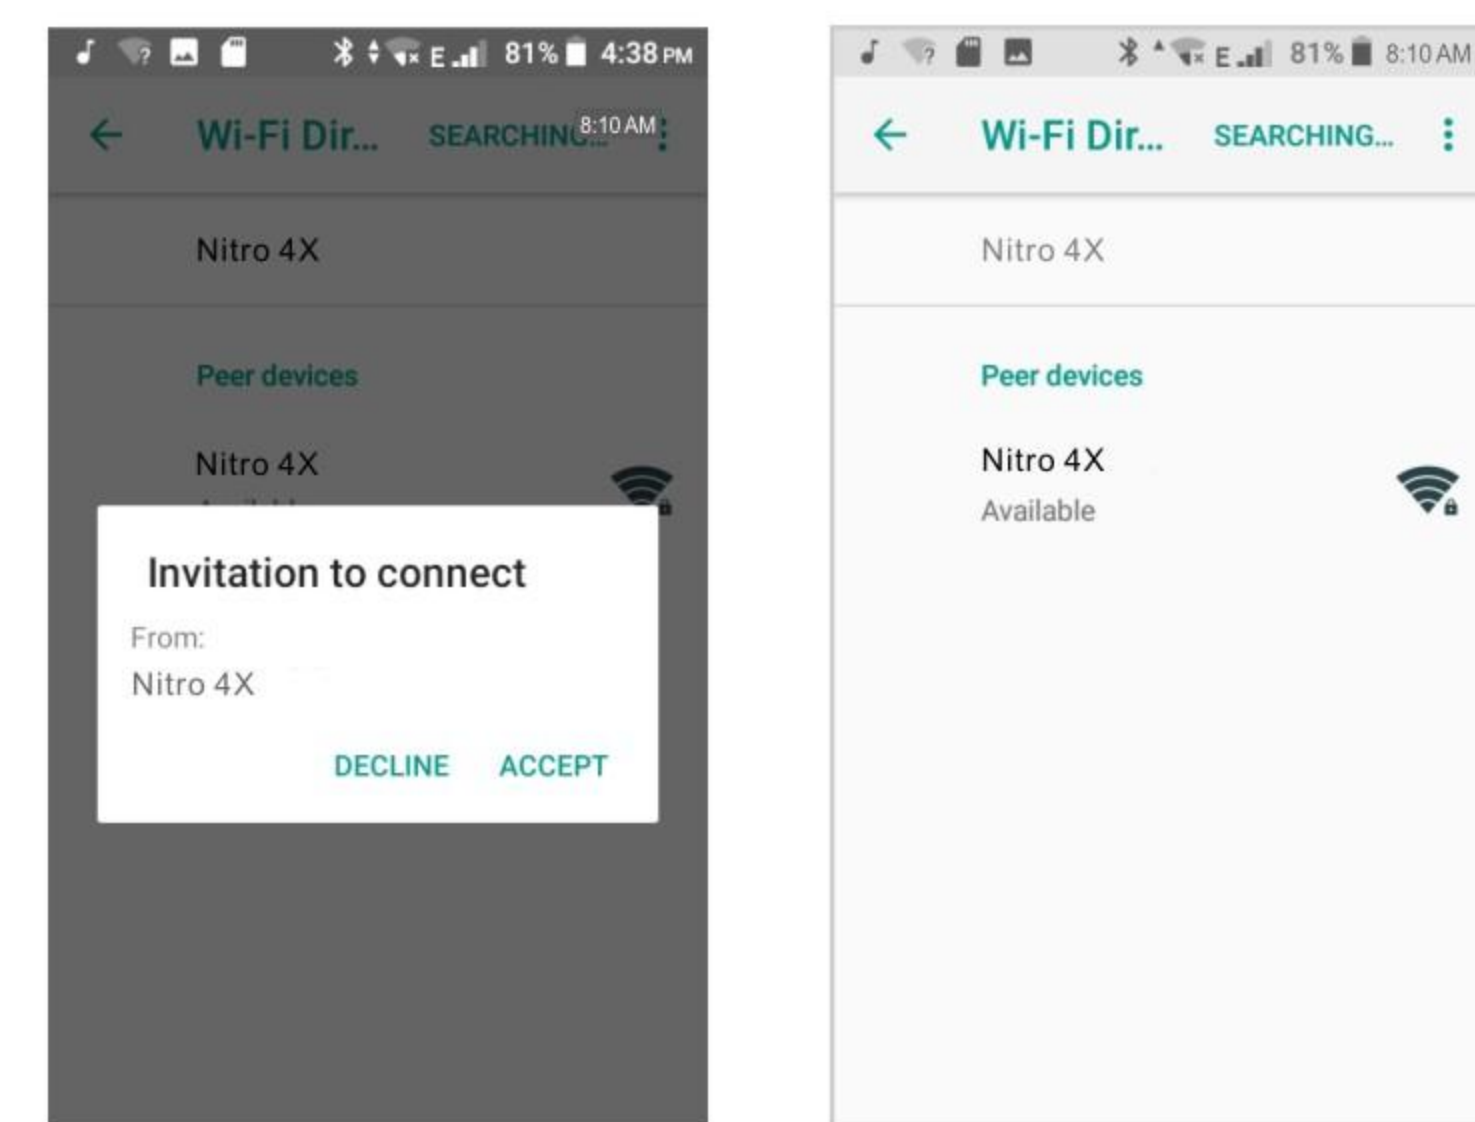 ? E 81% 4:38 PM
Wi-Fi Dir... SEARCHING... 8:10 AM
Nitro 4X
Peer devices
Nitro 4X
Invitation to connect
From:
Nitro 4X
DECLINE ACCEPT
? E 81% 8:10 AM
Wi-Fi Dir... SEARCHING...
Nitro 4X
Peer devices
Nitro 4X
Available